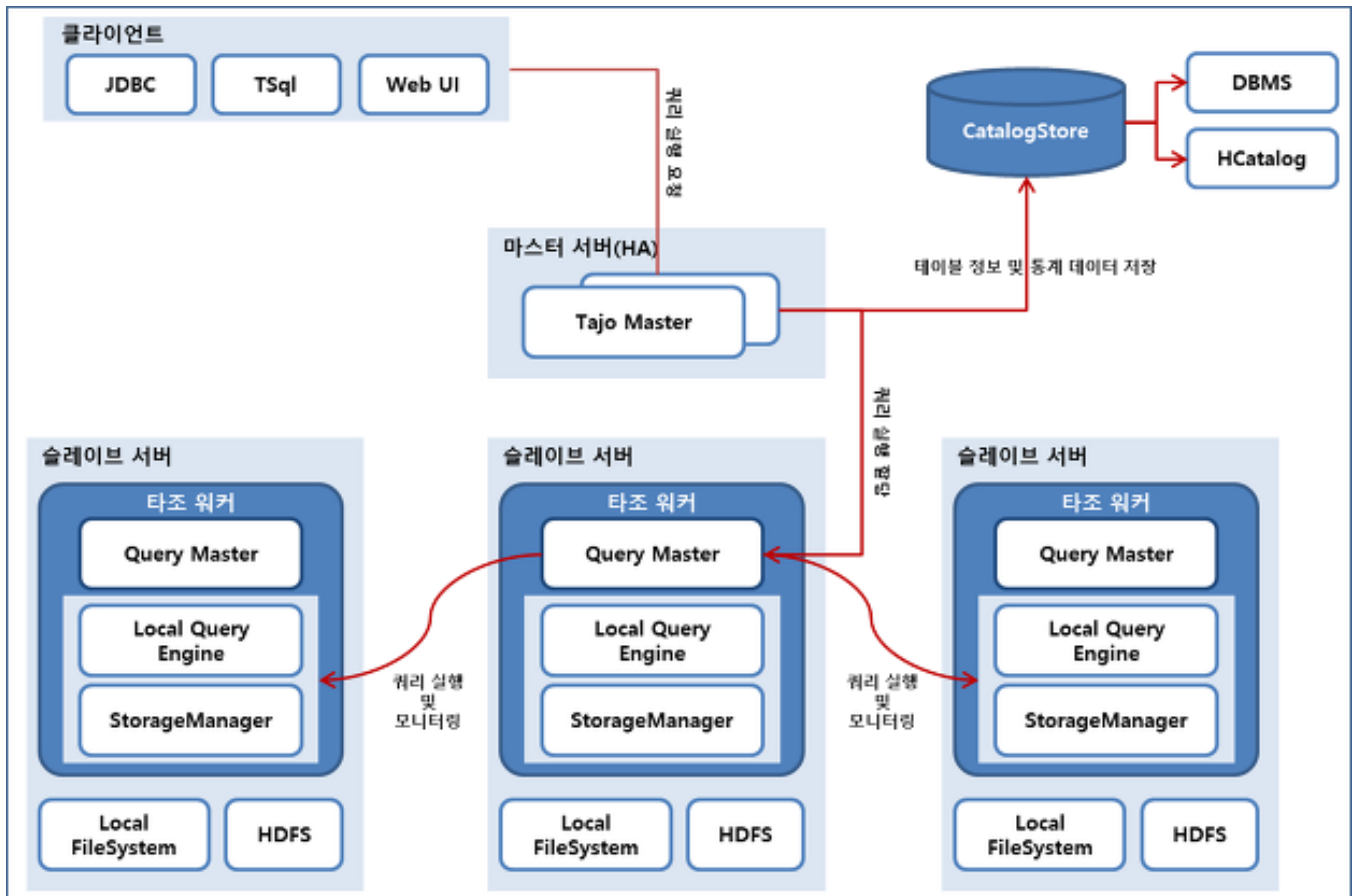 클라이언트
JDBC
TSql
Web UI
쿼리 실행 요청
CatalogStore
DBMS
HCatalog
마스터 서버(HA)
Tajo Master
테이블 정보 및 통계 데이터 저장
쿼리 실행 할당
슬레이브 서버
타조 워커
Query Master
Local Query
Engine
StorageManager
Local
FileSystem
HDFS
쿼리 실행
및
모니터링
슬레이브 서버
타조 워커
Query Master
Local Query
Engine
StorageManager
Local
FileSystem
HDFS
쿼리 실행
및
모니터링
슬레이브 서버
타조 워커
Query Master
Local Query
Engine
StorageManager
Local
FileSystem
HDFS